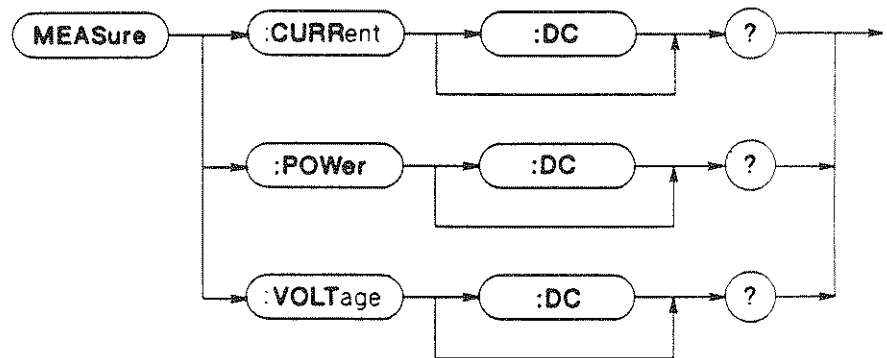 MEASure :CURRent :DC ?
:POWer :DC ?
:VOLTage :DC ?